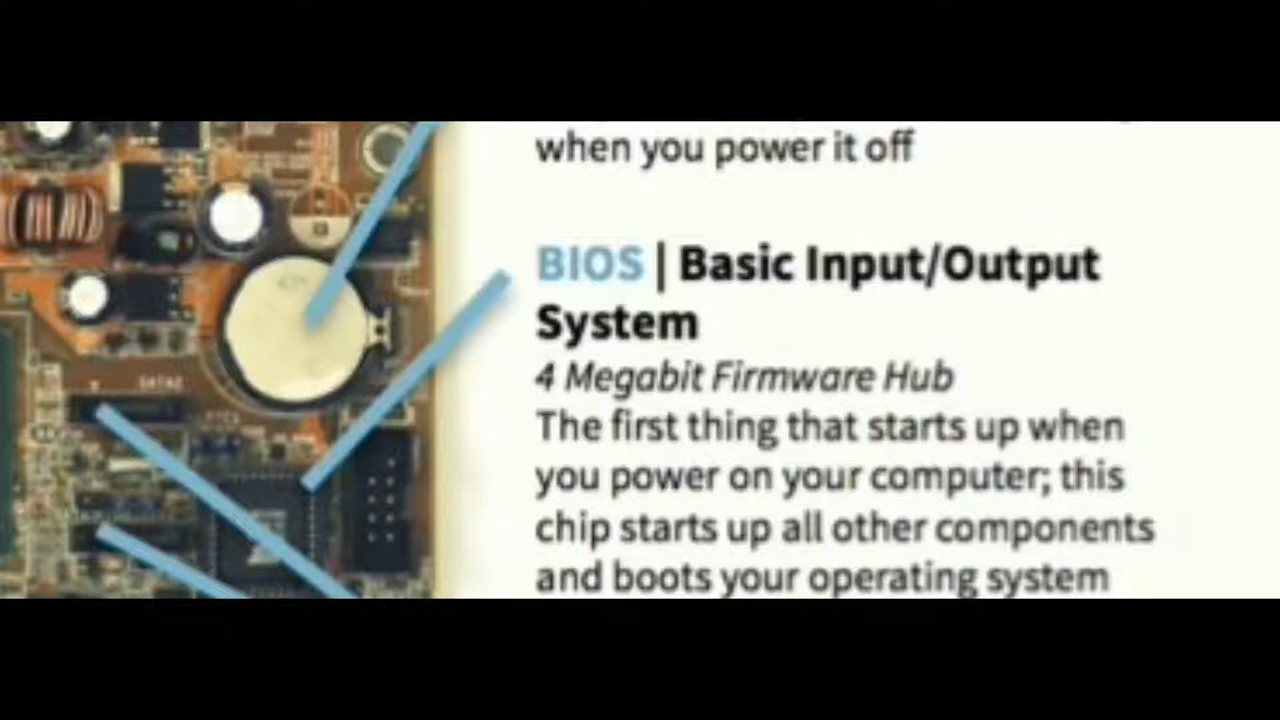 when you power it off
BIOS | Basic Input/Output
System
4 Megabit Firmware Hub
The first thing that starts up when
you power on your computer; this
chip starts up all other components
and boots your operating system
SATA2